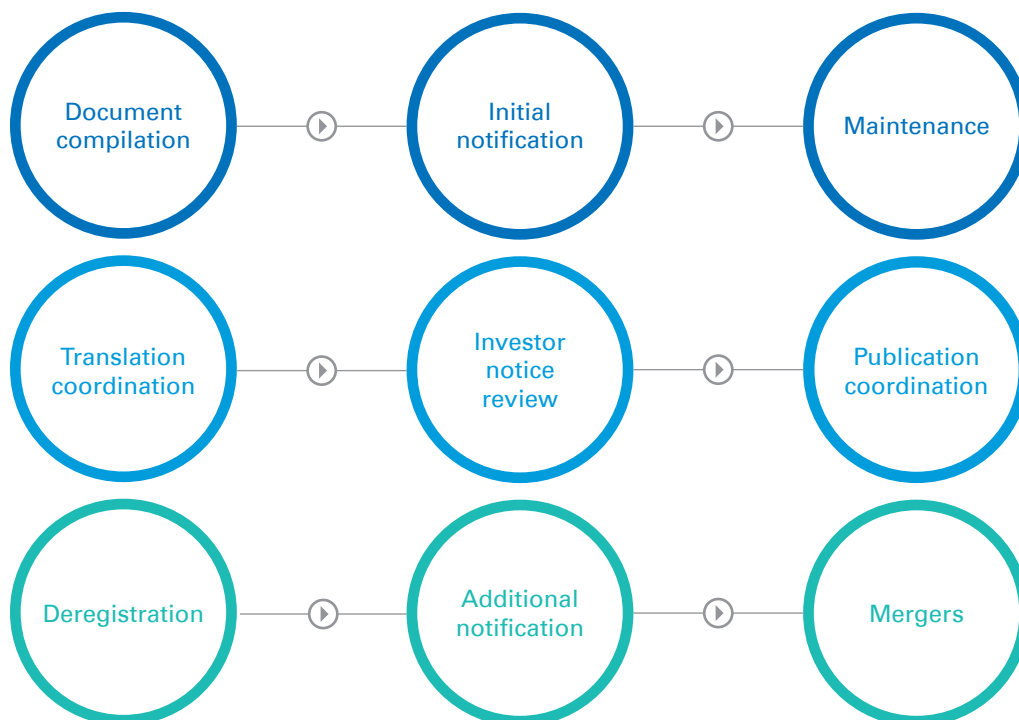 Document
compilation
Initial
notification
Maintenance
Translation
coordination
Investor
notice
review
Publication
coordination
Deregistration
Additional
notification
Mergers